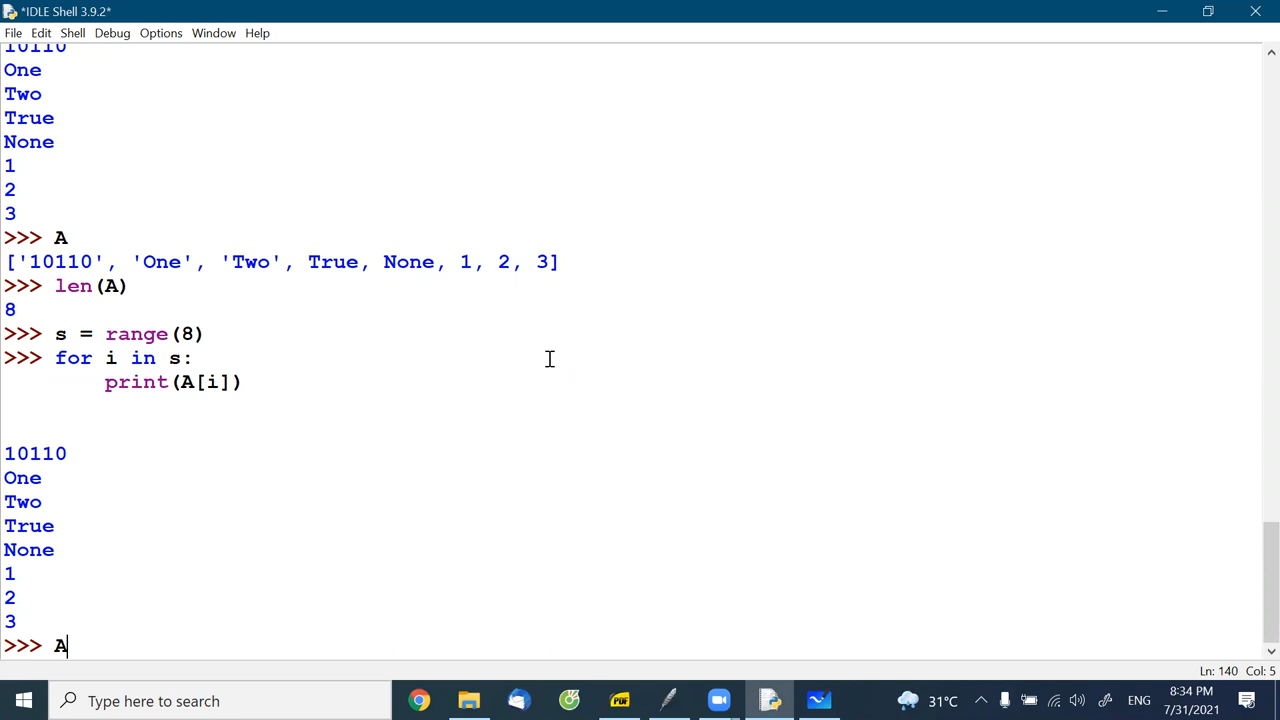 *IDLE Shell 3.9.2*
File Edit Shell Debug Options Window Help
10110
One
Two
True
None
1
2
3
>>> A
['10110', 'One', 'Two', True, None, 1, 2, 3]
>>> len(A)
8
>>> s = range(8)
>>> for i in s:
        print(A[i])
10110
One
Two
True
None
1
2
3
>>> A
Ln: 140 Col: 5
Type here to search
PDF
31°C
ENG
8:34 PM
7/31/2021